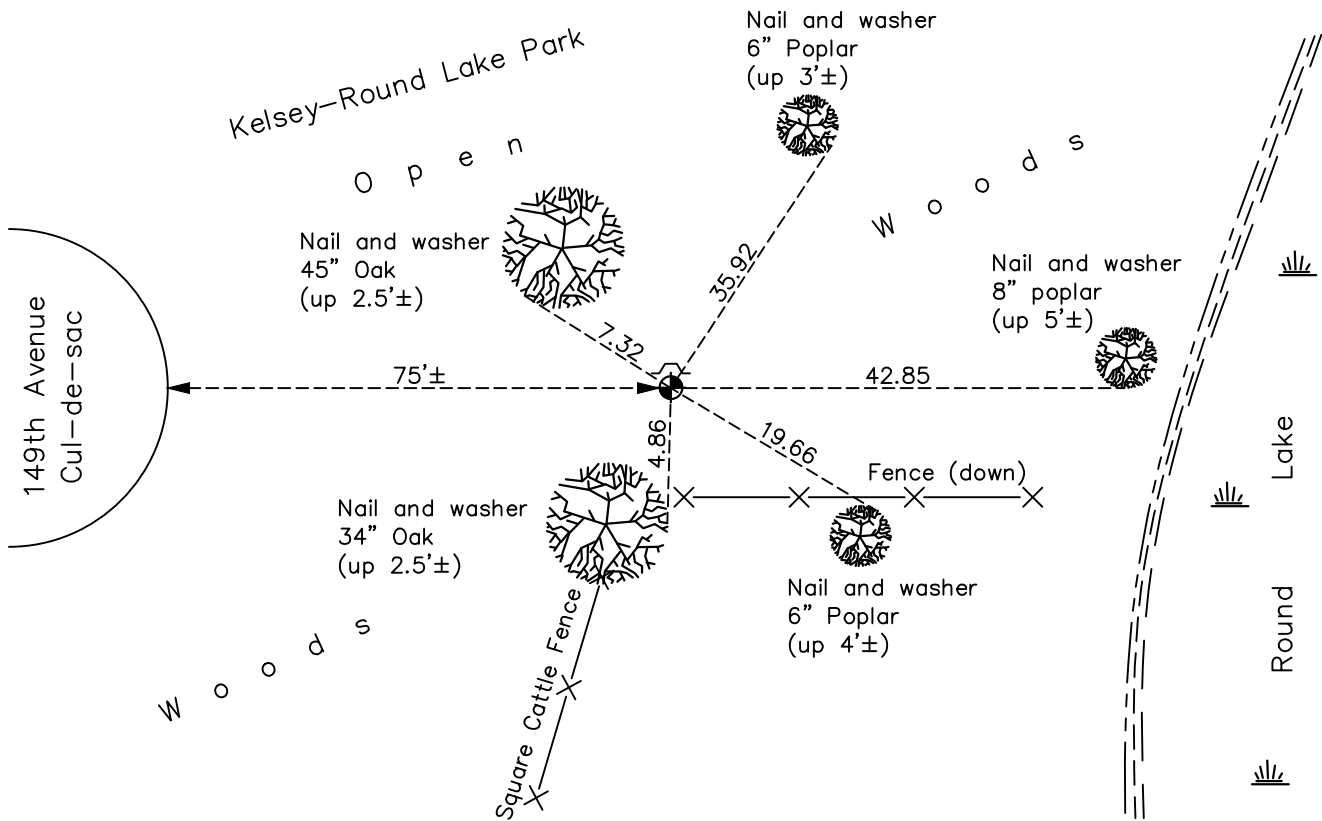 Kelsey–Round Lake Park
Open
Nail and washer
6” Poplar
(up 3’±)
Woods
Nail and washer
45” Oak
(up 2.5’±)
Nail and washer
8” poplar
(up 5’±)
149th Avenue
Cul–de–sac
75’±
7.32
35.92
42.85
4.86
19.66
Fence (down)
Nail and washer
34” Oak
(up 2.5’±)
Nail and washer
6” Poplar
(up 4’±)
Woods
Square Cattle Fence
Round Lake